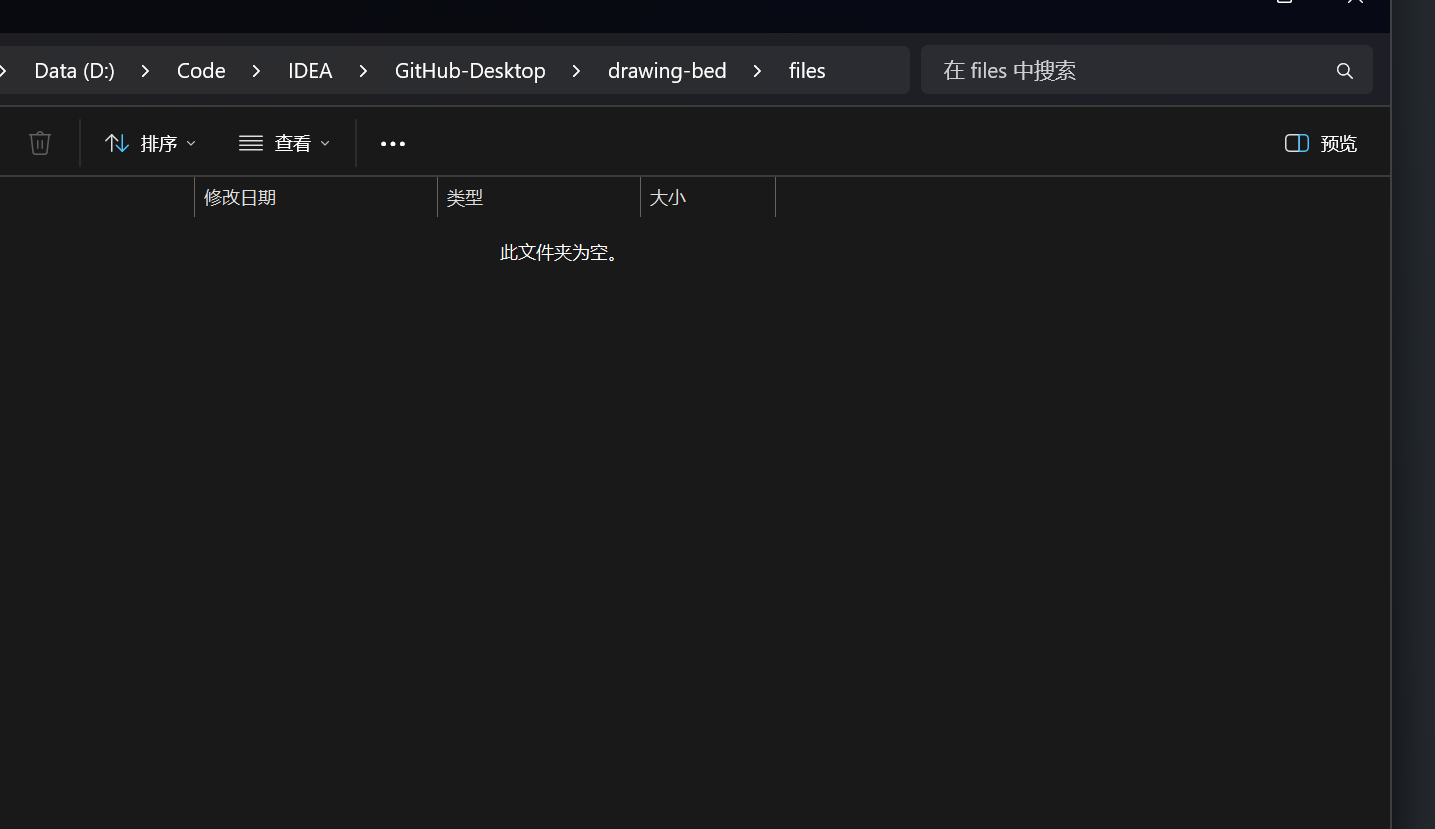 Data (D:) > Code > IDEA > GitHub-Desktop > drawing-bed > files
在 files 中搜索
排序 查看 ••• 预览
修改日期 类型 大小
此文件夹为空。